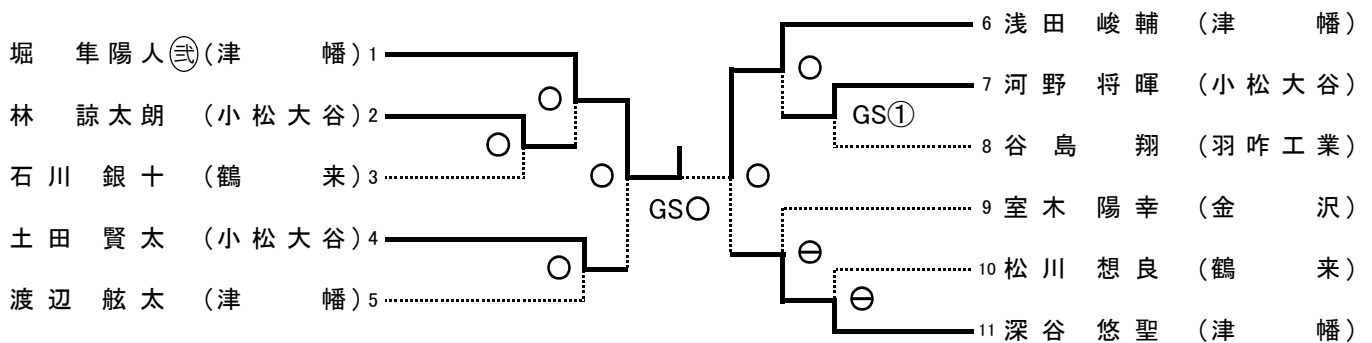 堀 隼陽人㊁(津 幡) 1
林 諒太朗 (小松大谷) 2
石川 銀十 (鶴 来) 3
土田 賢太 (小松大谷) 4
渡辺 舷太 (津 幡) 5
GS○
6 浅田 峻輔 (津 幡)
7 河野 将暉 (小松大谷)
GS①
8 谷島 翔 (羽咋工業)
9 室木 陽幸 (金 沢)
10 松川 想良 (鶴 来)
11 深谷 悠聖 (津 幡)